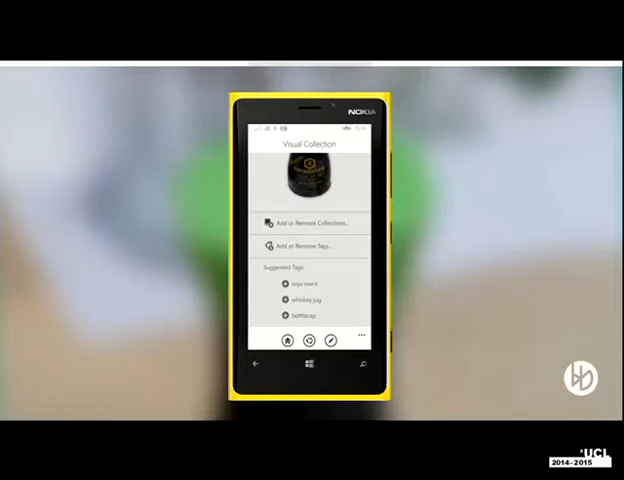 NOKIA
Visual Collection
Add or Remove Collections..
Add or Remove Tags...
Suggested Tags:
soya sauce
whiskey jug
bottlecap
UCL
2014-2015